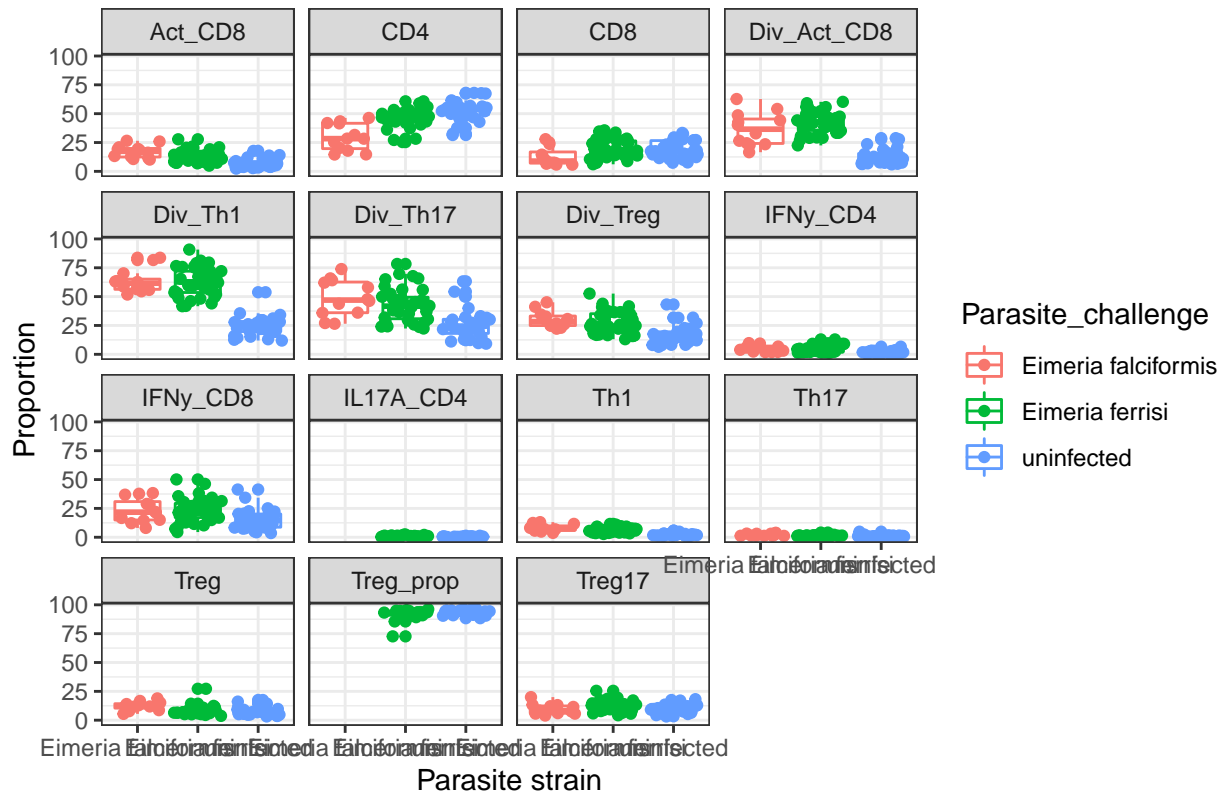 Act_CD8 CD4 CD8 Div_Act_CD8
100
75
50
25
0
Div_Th1 Div_Th17 Div_Treg IFNy_CD4
100
75
50
25
0
IFNy_CD8 IL17A_CD4 Th1 Th17
100
75
50
25
0
Treg Treg_prop Treg17
100
75
50
25
0
Proportion
Parasite strain
Parasite_challenge
Eimeria falciformis
Eimeria ferrisi
uninfected